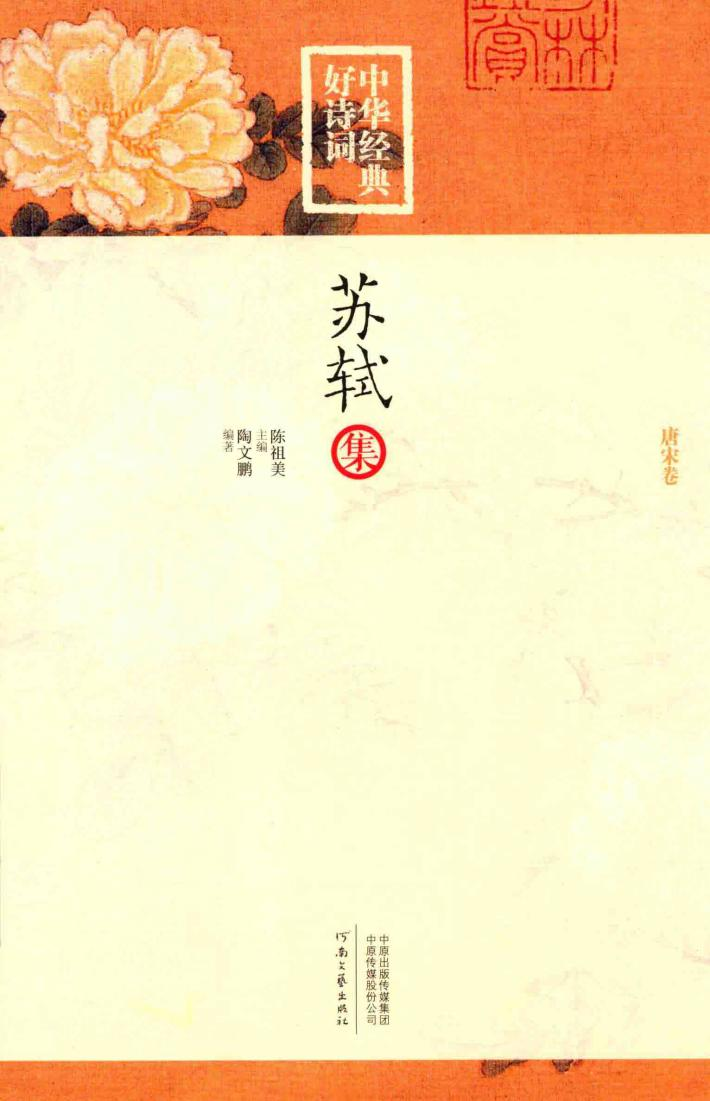 中华经典
好诗词
苏轼
集
陈祖美
主编
陶文鹏
编著
唐宋卷
中原出版传媒集团
中原传媒股份公司
河南文艺出版社